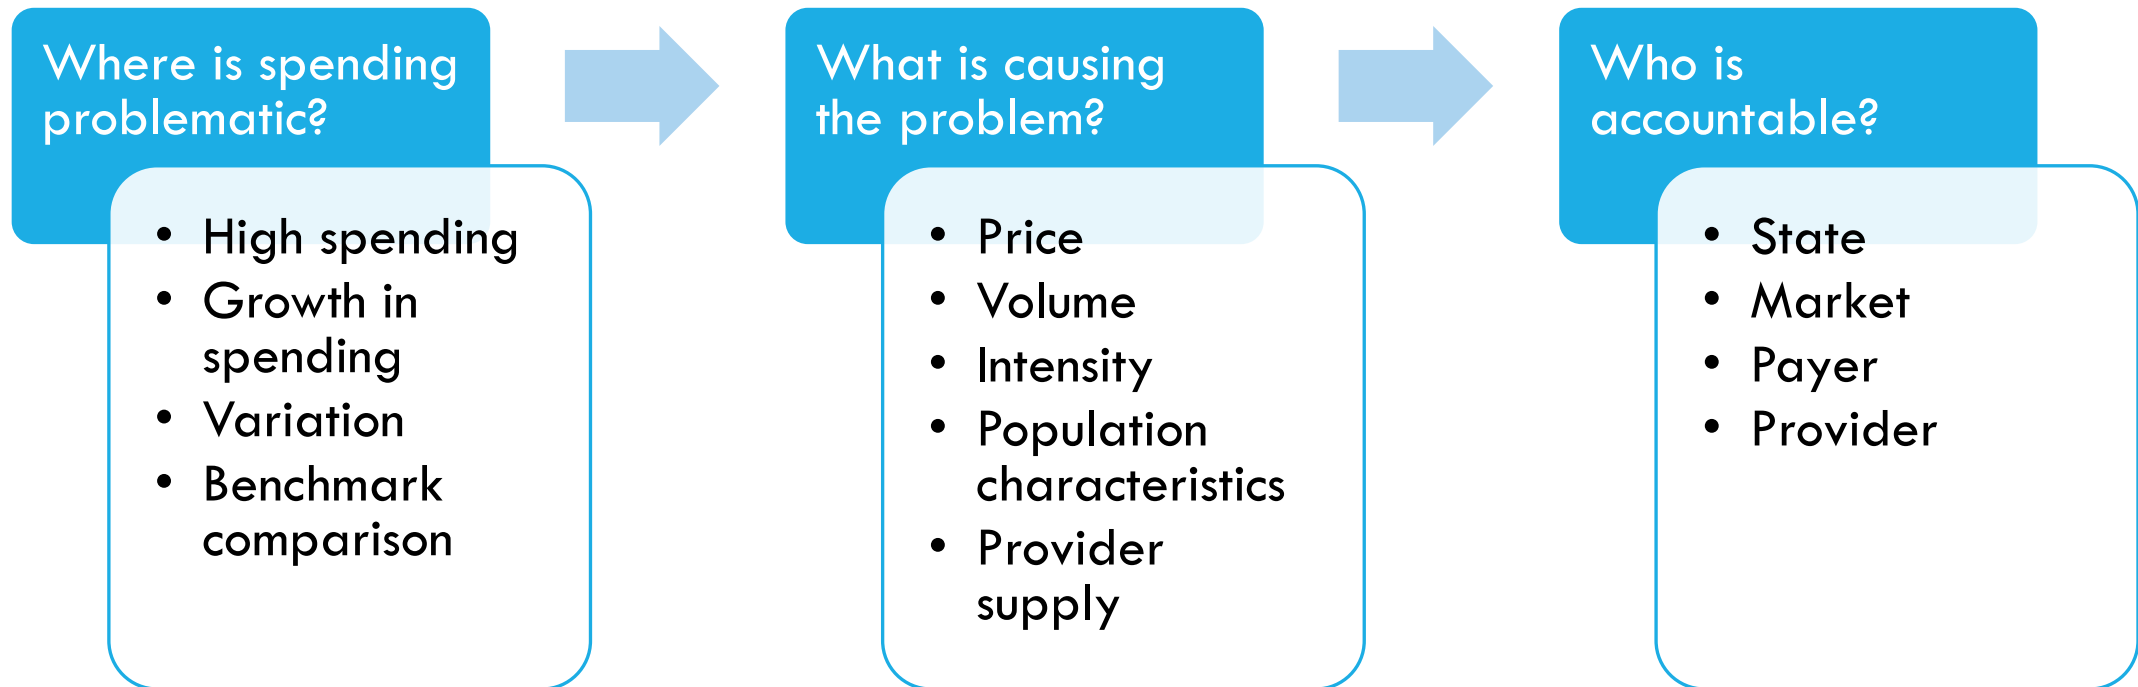 Where is spending
problematic?
• High spending
• Growth in
spending
• Variation
• Benchmark
comparison
What is causing
the problem?
• Price
• Volume
• Intensity
• Population
characteristics
• Provider
supply
Who is
accountable?
• State
• Market
• Payer
• Provider